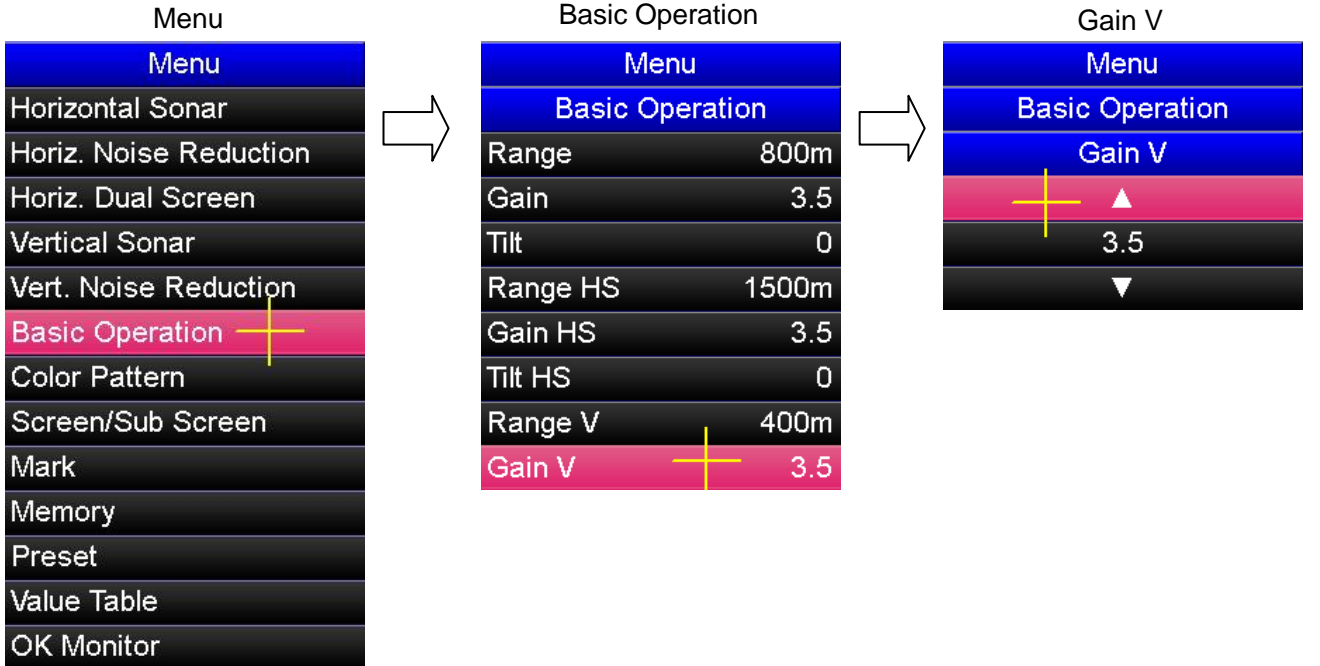 Menu
Menu
Horizontal Sonar
Horiz. Noise Reduction
Horiz. Dual Screen
Vertical Sonar
Vert. Noise Reduction
Basic Operation
Color Pattern
Screen/Sub Screen
Mark
Memory
Preset
Value Table
OK Monitor
Basic Operation
Menu
Basic Operation
Range 800m
Gain 3.5
Tilt 0
Range HS 1500m
Gain HS 3.5
Tilt HS 0
Range V 400m
Gain V 3.5
Gain V
Menu
Basic Operation
Gain V
▲
3.5
▼